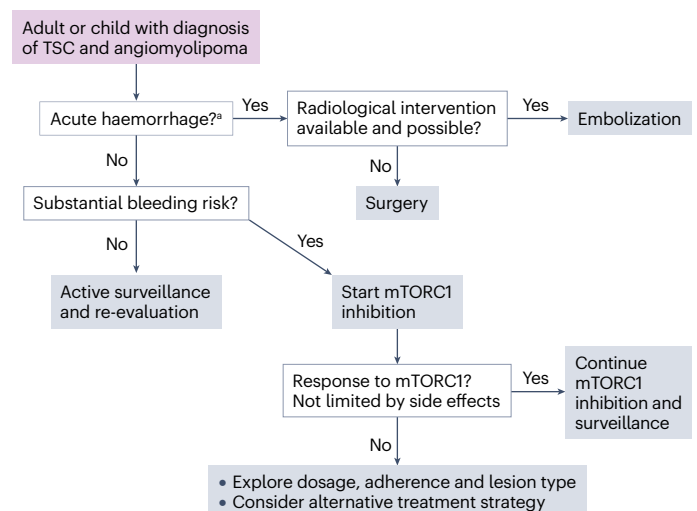 Adult or child with diagnosis
of TSC and angiomyolipoma
Acute haemorrhage?ᵃ
Yes
Radiological intervention
available and possible?
Yes
Embolization
No
No
Surgery
Substantial bleeding risk?
No
Yes
Active surveillance
and re-evaluation
Start mTORC1
inhibition
Response to mTORC1?
Not limited by side effects
Yes
Continue
mTORC1
inhibition and
surveillance
No
• Explore dosage, adherence and lesion type
• Consider alternative treatment strategy